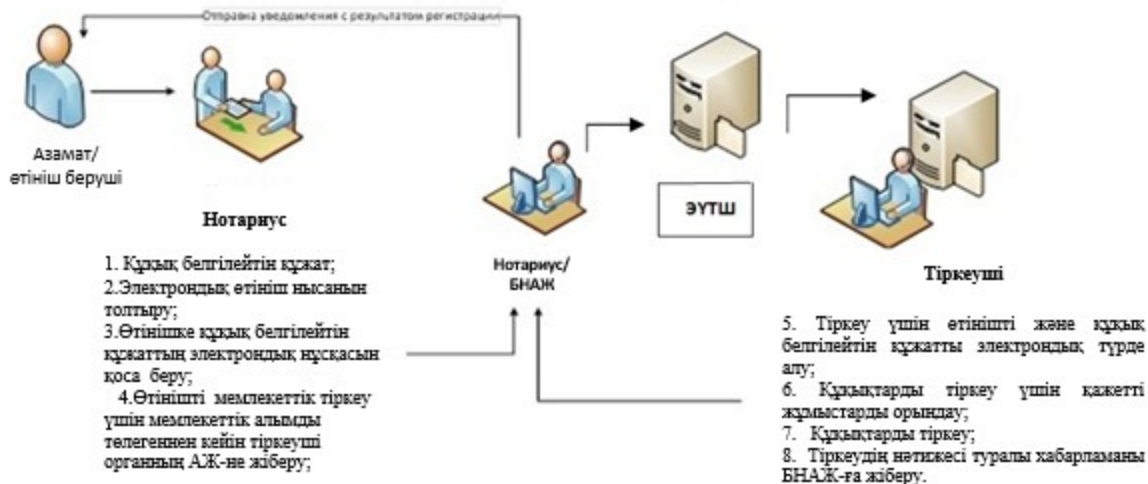 Отправка уведомления с результатом регистрации
Азамат/
өтініш беруші
Нотариус
1. Құқық белгілейтін құжат;
2.Электрондық өтініш нысанын
толтыру;
3.Өтінішке құқық белгілейтін
құжаттың электрондық нұсқасын
қоса беру;
4.Өтінішті мемлекеттік тіркеу
үшін мемлекеттік алымды
төлегеннен кейін тіркеуші
органның АЖ-не жіберу;
Нотариус/
БНАЖ
ЭҮТШ
Тіркеуші
5. Тіркеу үшін өтінішті және құқық
белгілейтін құжатты электрондық түрде
алу;
6. Құқықтарды тіркеу үшін қажетті
жұмыстарды орындау;
7. Құқықтарды тіркеу;
8. Тіркеудің нәтижесі туралы хабарламаны
БНАЖ-ға жіберу.